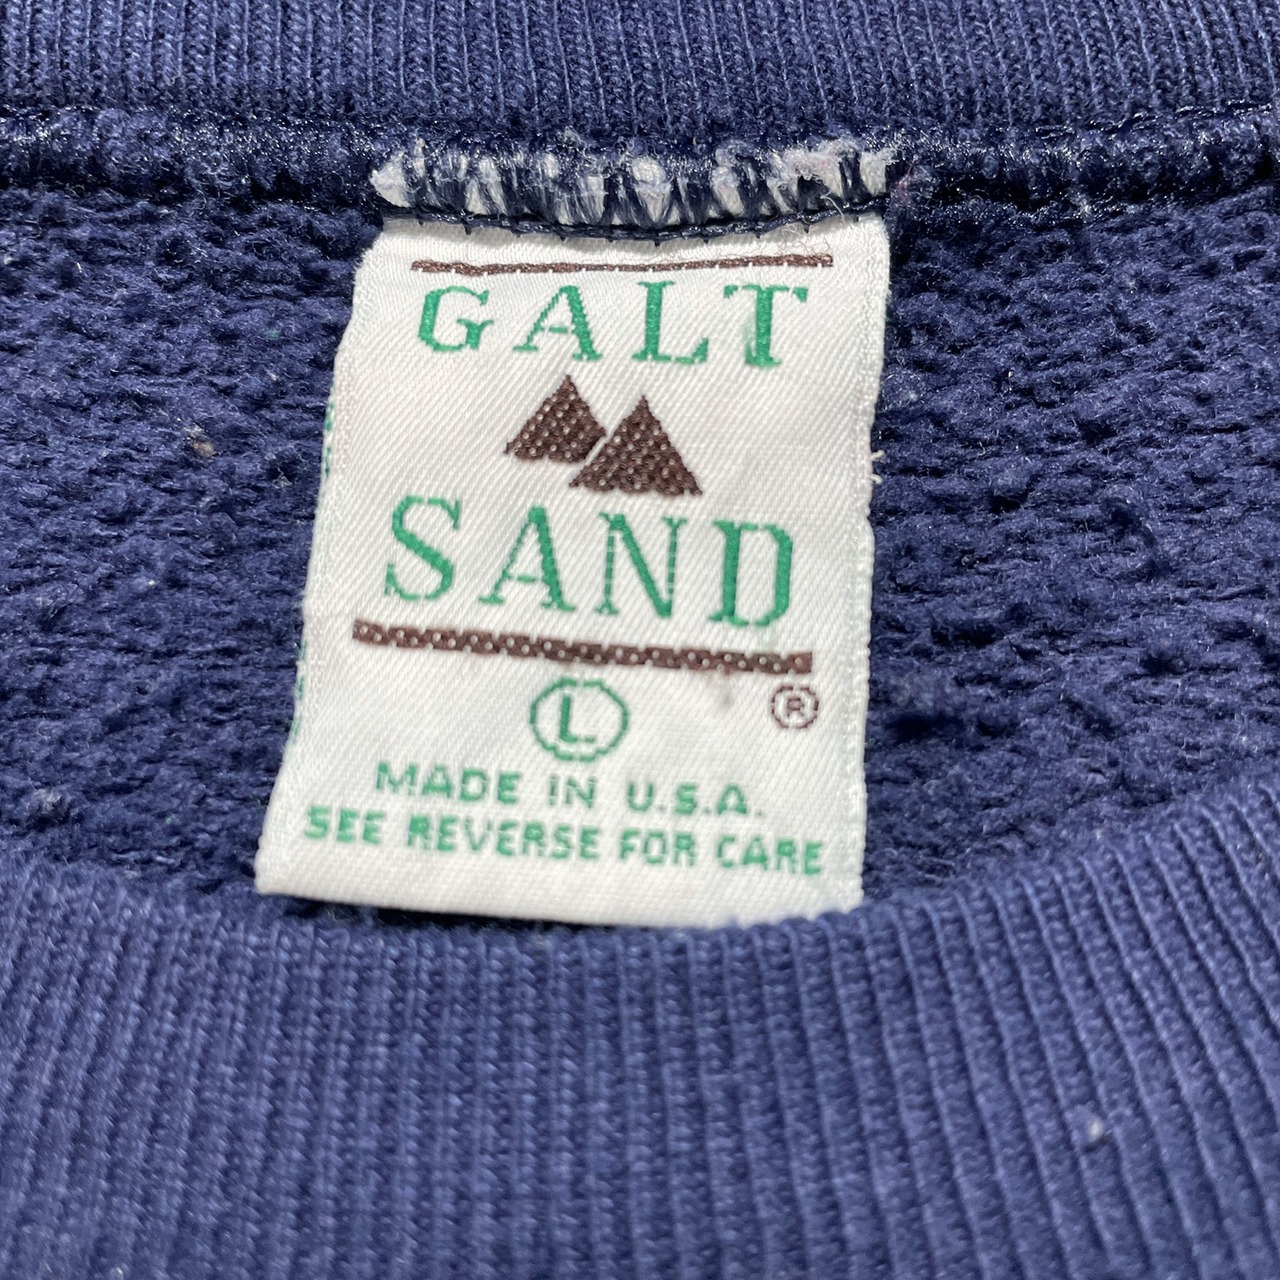 GALT
SAND
®
L
MADE IN U.S.A.
SEE REVERSE FOR CARE